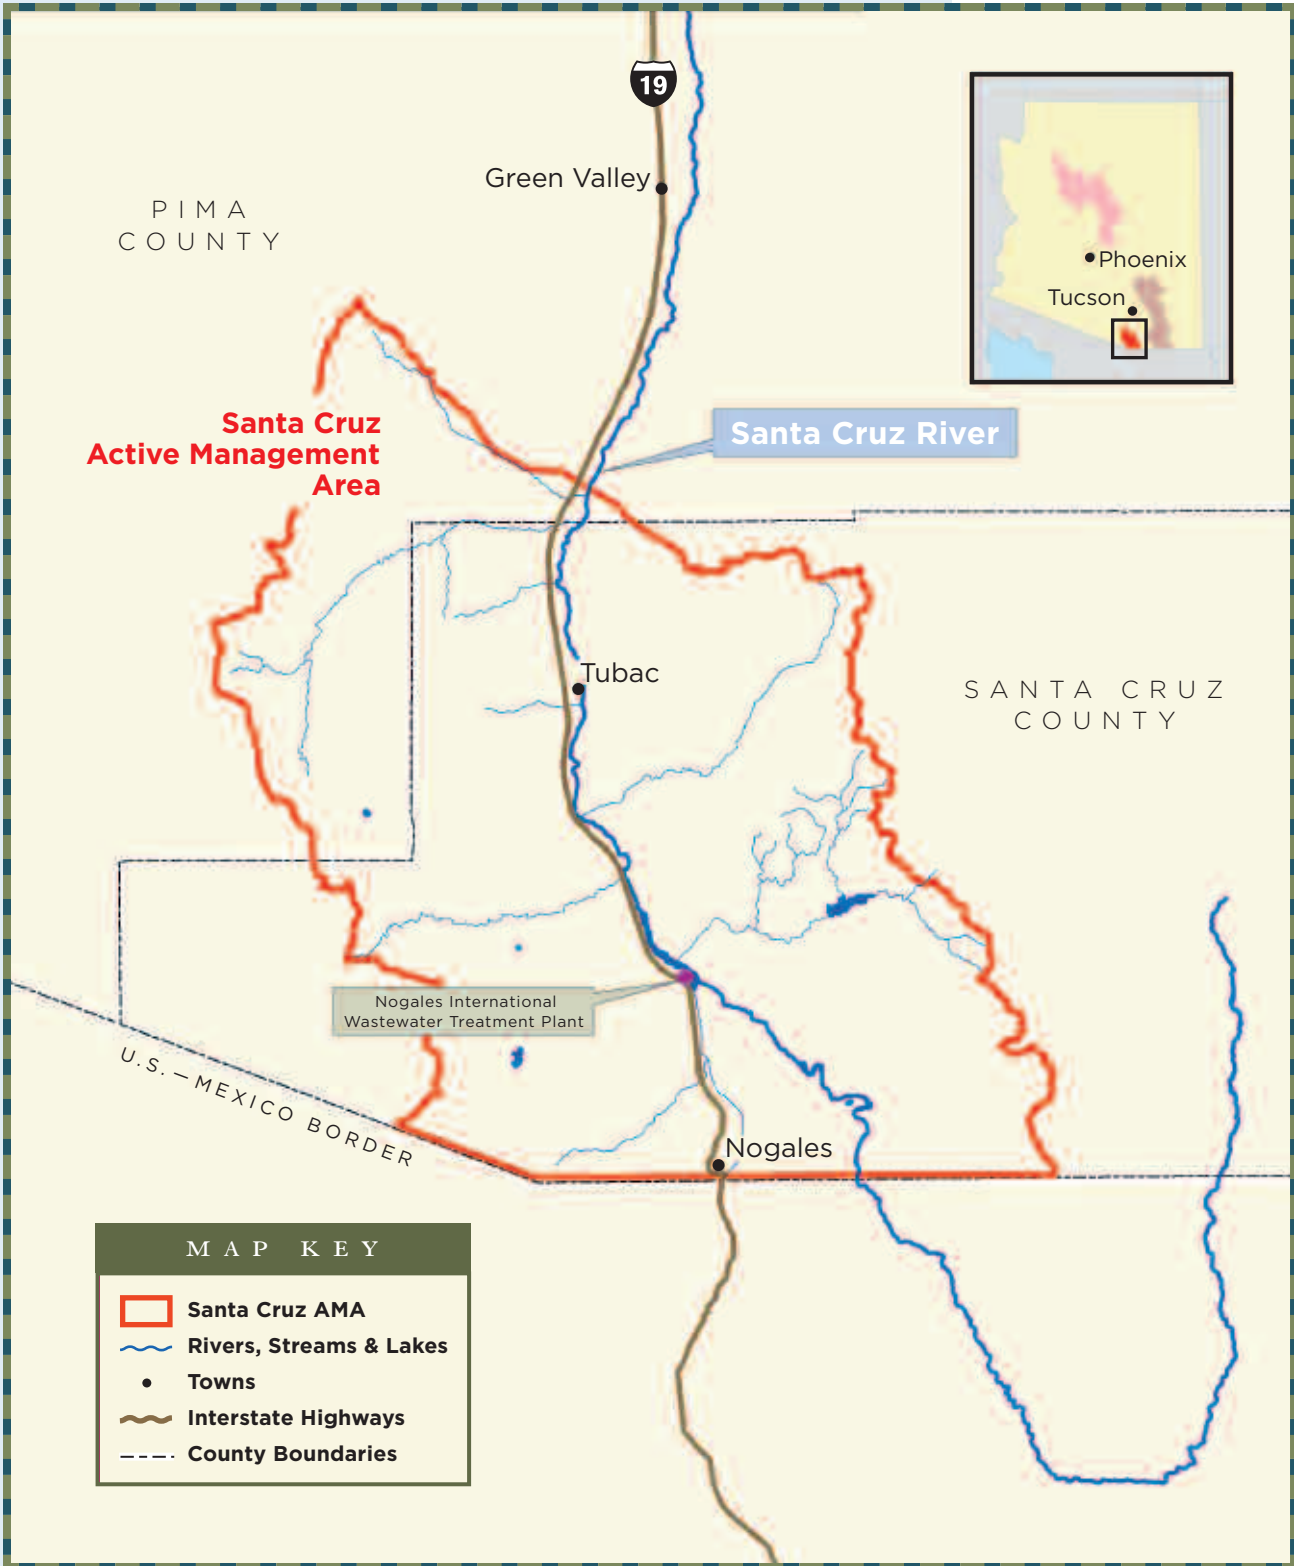 19
Green Valley
PIMA
COUNTY
Phoenix
Tucson
Santa Cruz
Active Management
Area
Santa Cruz River
Tubac
SANTA CRUZ
COUNTY
Nogales International
Wastewater Treatment Plant
U.S.—MEXICO BORDER
Nogales
MAP KEY
Santa Cruz AMA
Rivers, Streams & Lakes
Towns
Interstate Highways
County Boundaries